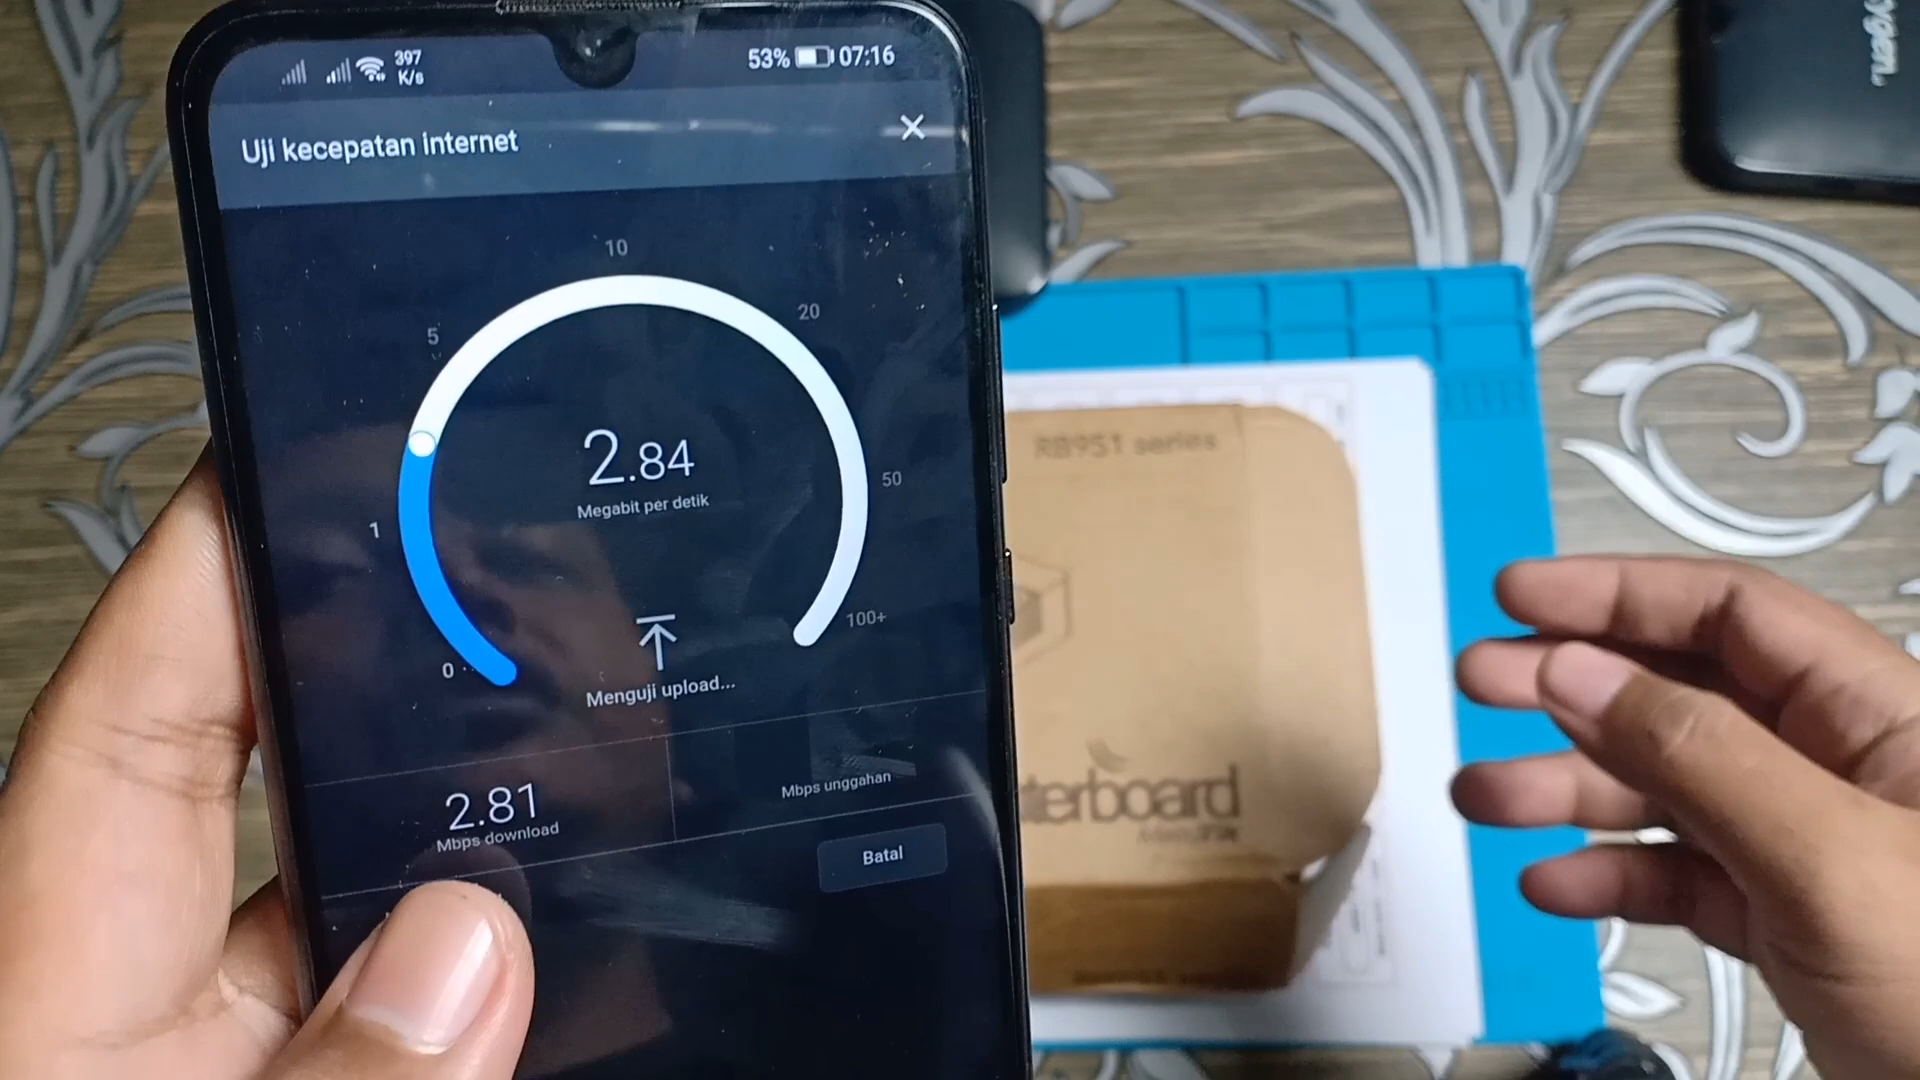 397
K/s
53%
07:16
Uji kecepatan internet
10
5
20
1
50
0
100+
2.84
Megabit per detik
Menguji upload...
2.81
Mbps download
Mbps unggahan
Batal
RB951 series
terboard
ygen